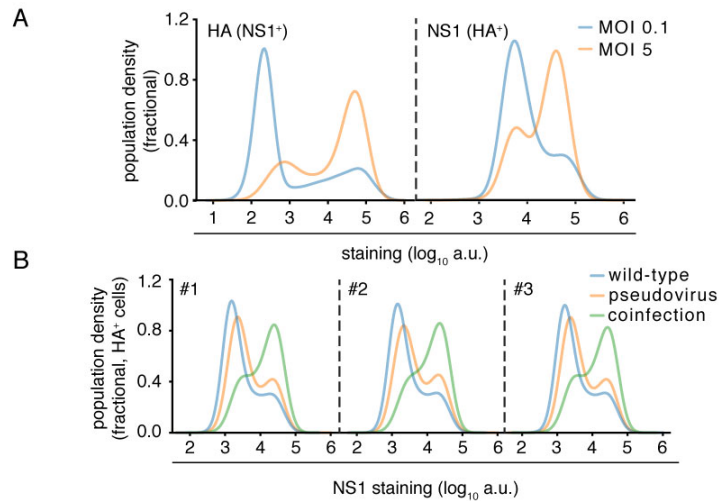 A
HA (NS1⁺)
NS1 (HA⁺)
MOI 0.1
MOI 5
population density
(fractional)
1.2
0.8
0.4
0.0
1 2 3 4 5 6 2 3 4 5 6
staining (log₁₀ a.u.)
B
#1
#2
#3
wild-type
pseudovirus
coinfection
population density
(fractional, HA⁺ cells)
1.2
0.8
0.4
0.0
2 3 4 5 6 2 3 4 5 6 2 3 4 5 6
NS1 staining (log₁₀ a.u.)